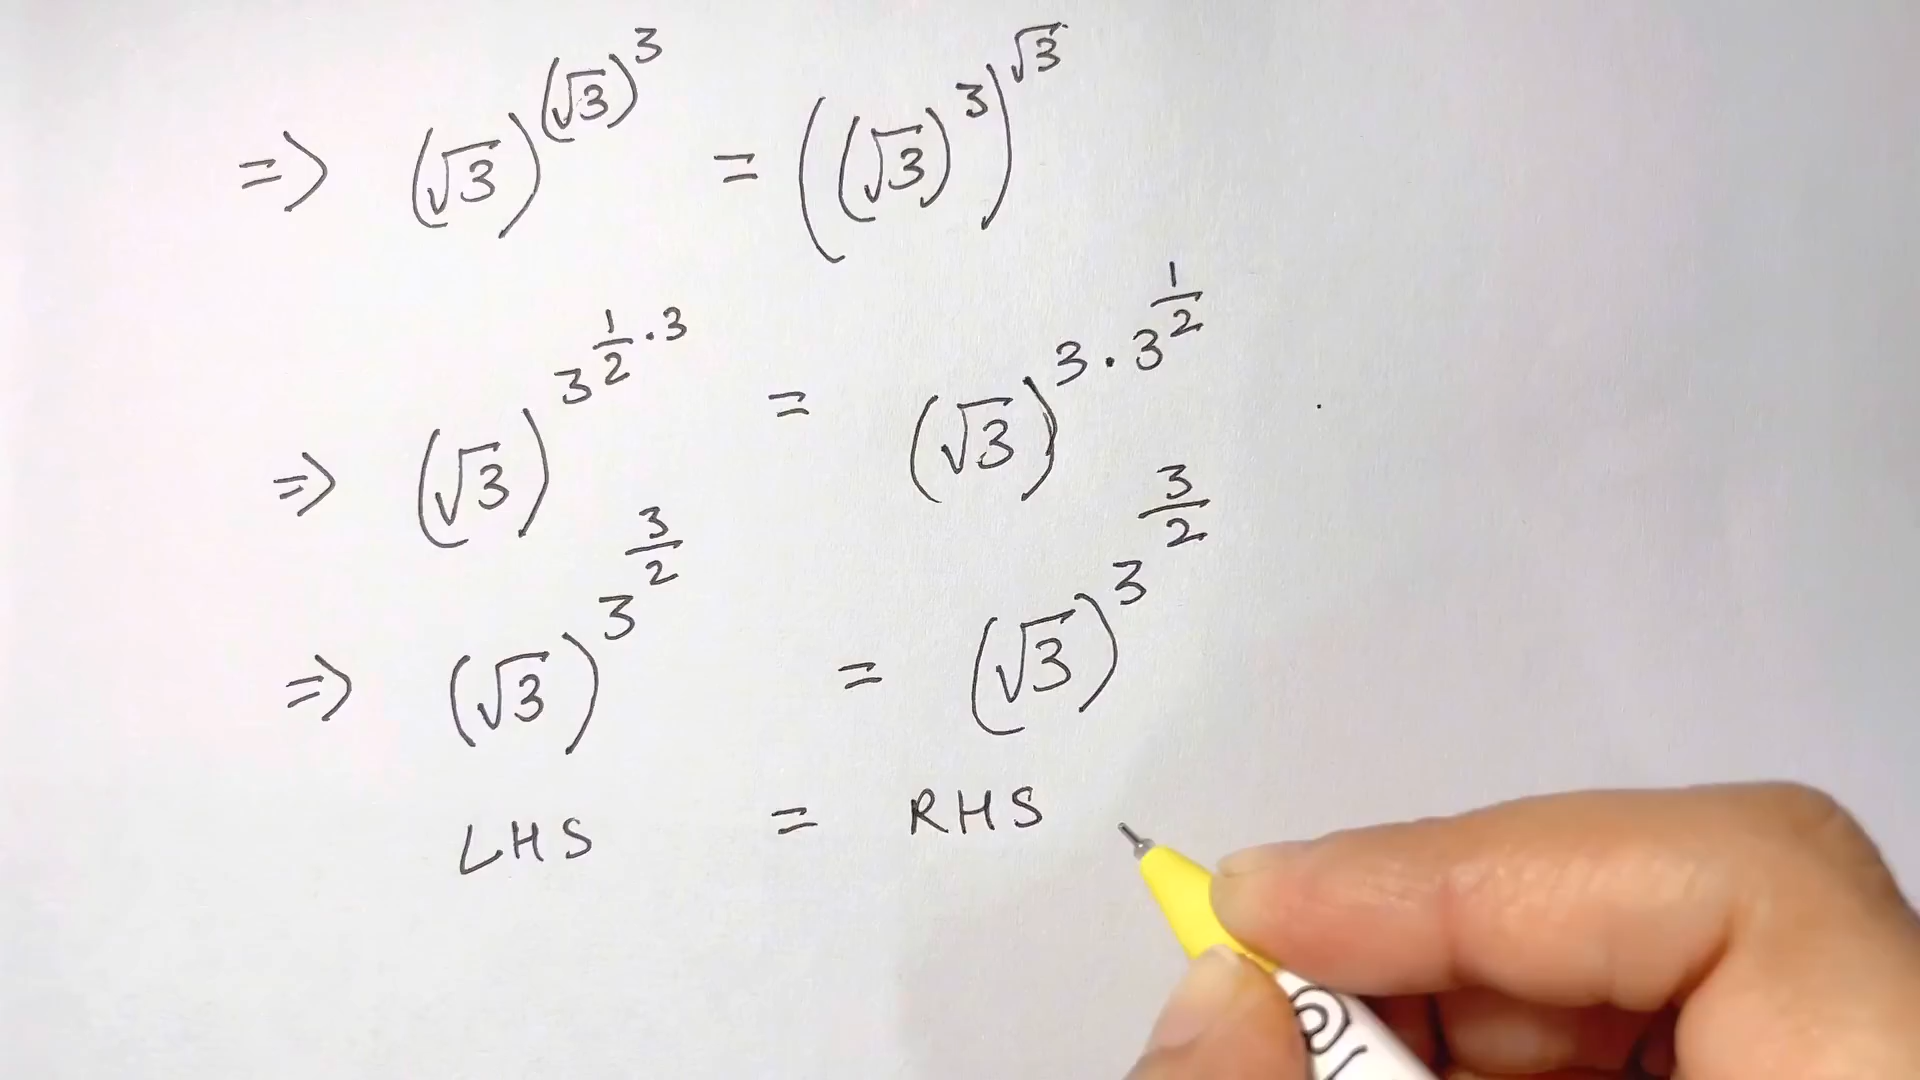 => (√3)^(√3)^3 = ((√3)^3)^√3
=> (√3)^3^(1/2 · 3) = (√3)^(3 · 3^(1/2))
=> (√3)^3^(3/2) = (√3)^3^(3/2)
LHS = RHS